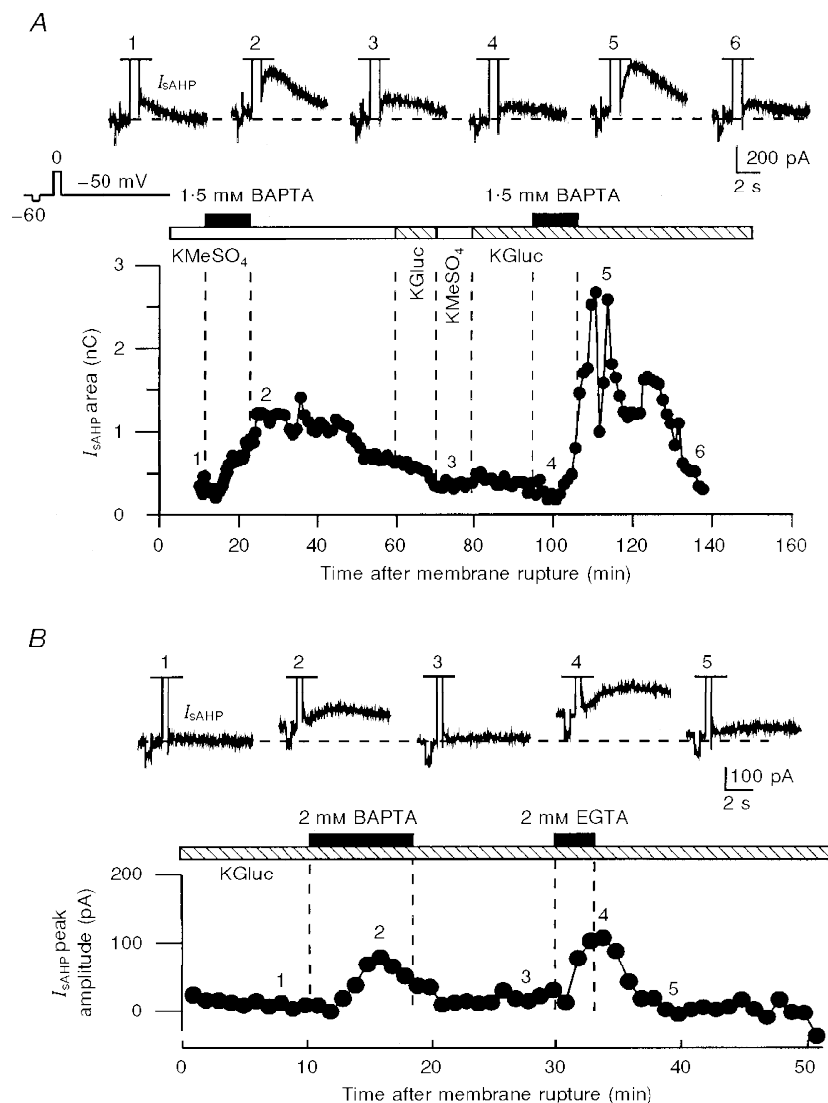 A
1 2 3 4 5 6
IsAHP
200 pA
2 s
0
−50 mV
−60
1·5 mM BAPTA 1·5 mM BAPTA
KMeSO4 KGluc KMeSO4 KGluc
3
2
1
0
IsAHP area (nC)
1 2 3 4 5 6
0 20 40 60 80 100 120 140 160
Time after membrane rupture (min)
B
1 2 3 4 5
IsAHP
100 pA
2 s
2 mM BAPTA 2 mM EGTA
KGluc
200
100
0
IsAHP peak
amplitude (pA)
1 2 3 4 5
0 10 20 30 40 50
Time after membrane rupture (min)